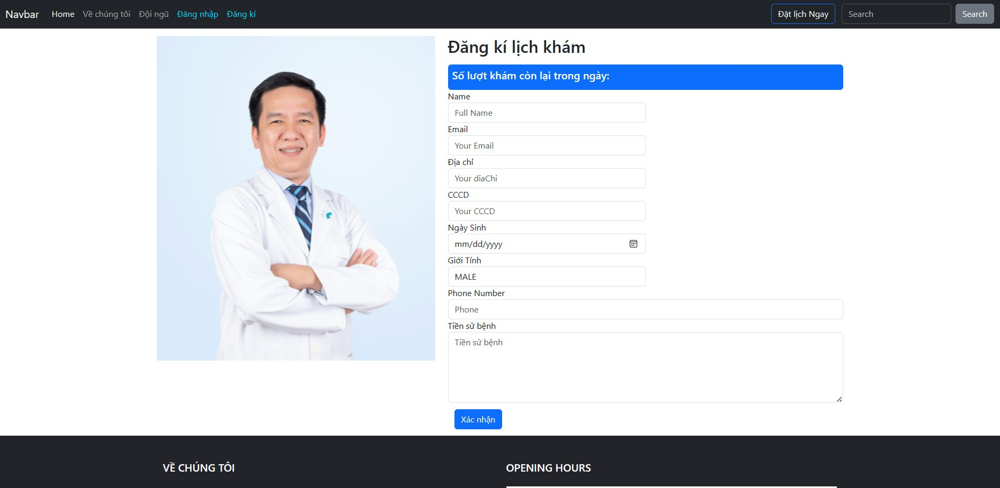 Navbar Home Về chúng tôi Đội ngũ Đăng nhập Đăng kí Đặt lịch Ngay Search Search
Đăng kí lịch khám
Số lượt khám còn lại trong ngày:
Name
Full Name
Email
Your Email
Địa chỉ
Your diaChi
CCCD
Your CCCD
Ngày Sinh
mm/dd/yyyy
Giới Tính
MALE
Phone Number
Phone
Tiền sử bệnh
Tiền sử bệnh
Xác nhận
VỀ CHÚNG TÔI
OPENING HOURS